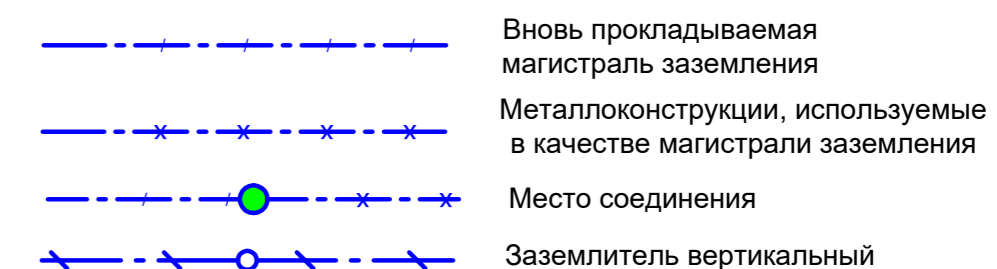 Вновь прокладываемая
магистраль заземления
Металлоконструкции, используемые
в качестве магистрали заземления
Место соединения
Заземлитель вертикальный